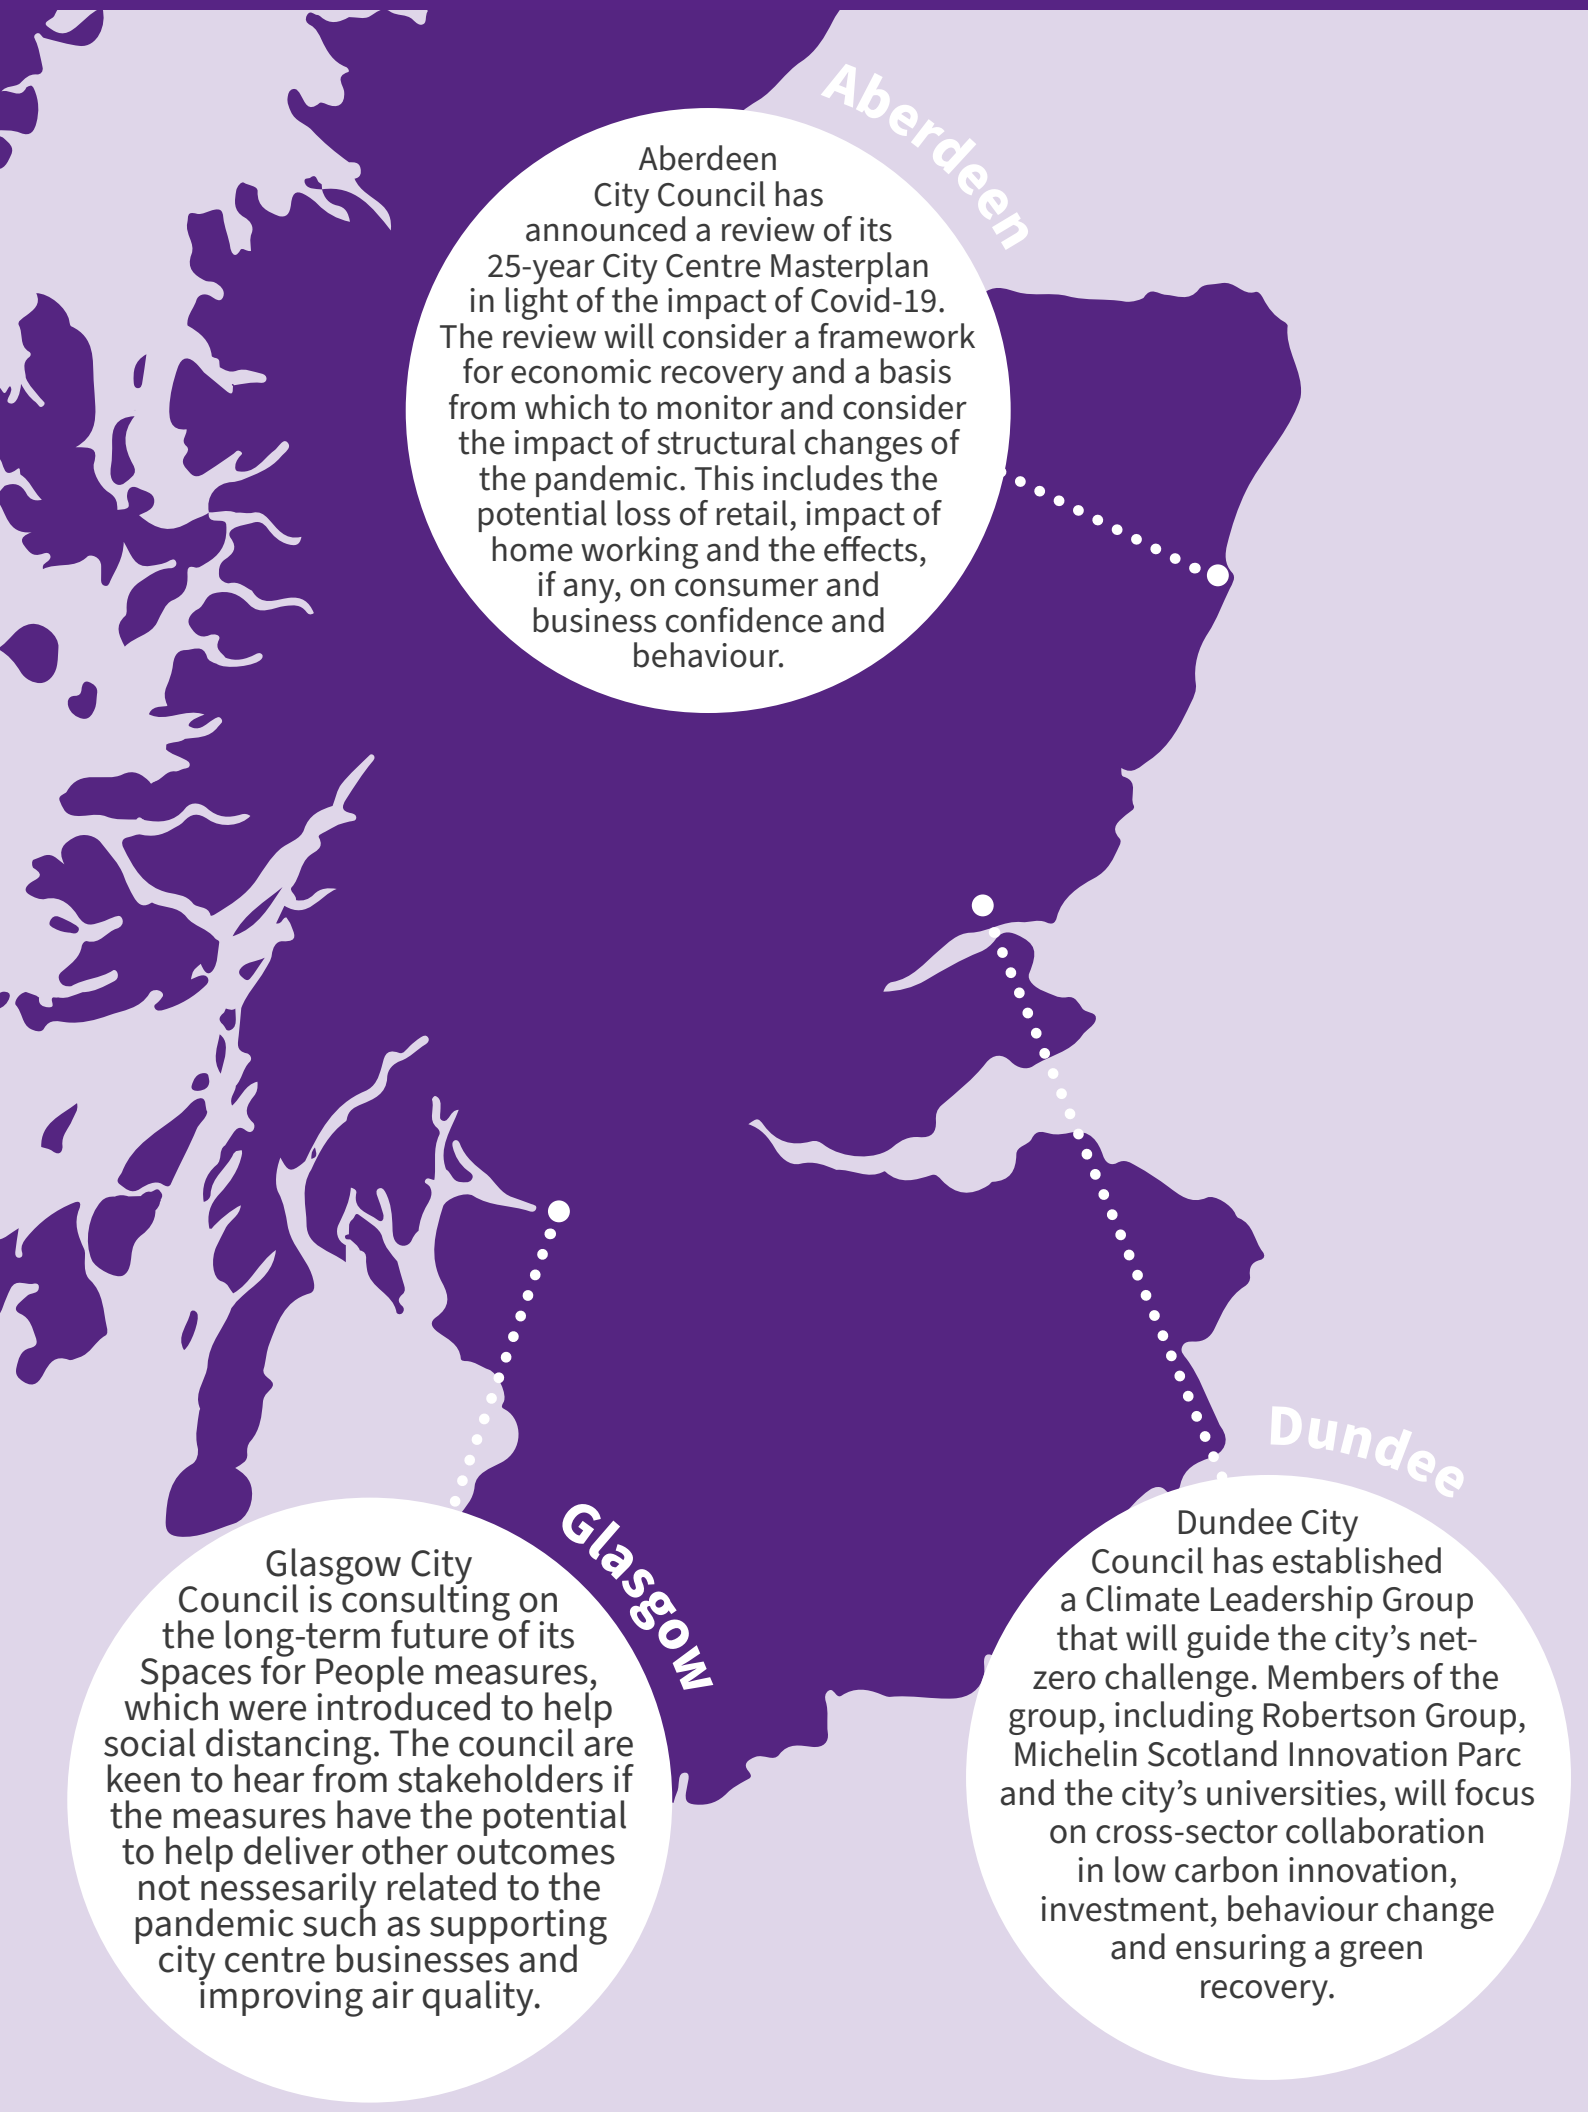 Aberdeen
Aberdeen
City Council has
announced a review of its
25-year City Centre Masterplan
in light of the impact of Covid-19.
The review will consider a framework
for economic recovery and a basis
from which to monitor and consider
the impact of structural changes of
the pandemic. This includes the
potential loss of retail, impact of
home working and the effects,
if any, on consumer and
business confidence and
behaviour.
Glasgow
Glasgow City
Council is consulting on
the long-term future of its
Spaces for People measures,
which were introduced to help
social distancing. The council are
keen to hear from stakeholders if
the measures have the potential
to help deliver other outcomes
not nessesarily related to the
pandemic such as supporting
city centre businesses and
improving air quality.
Dundee
Dundee City
Council has established
a Climate Leadership Group
that will guide the city’s net-
zero challenge. Members of the
group, including Robertson Group,
Michelin Scotland Innovation Parc
and the city’s universities, will focus
on cross-sector collaboration
in low carbon innovation,
investment, behaviour change
and ensuring a green
recovery.